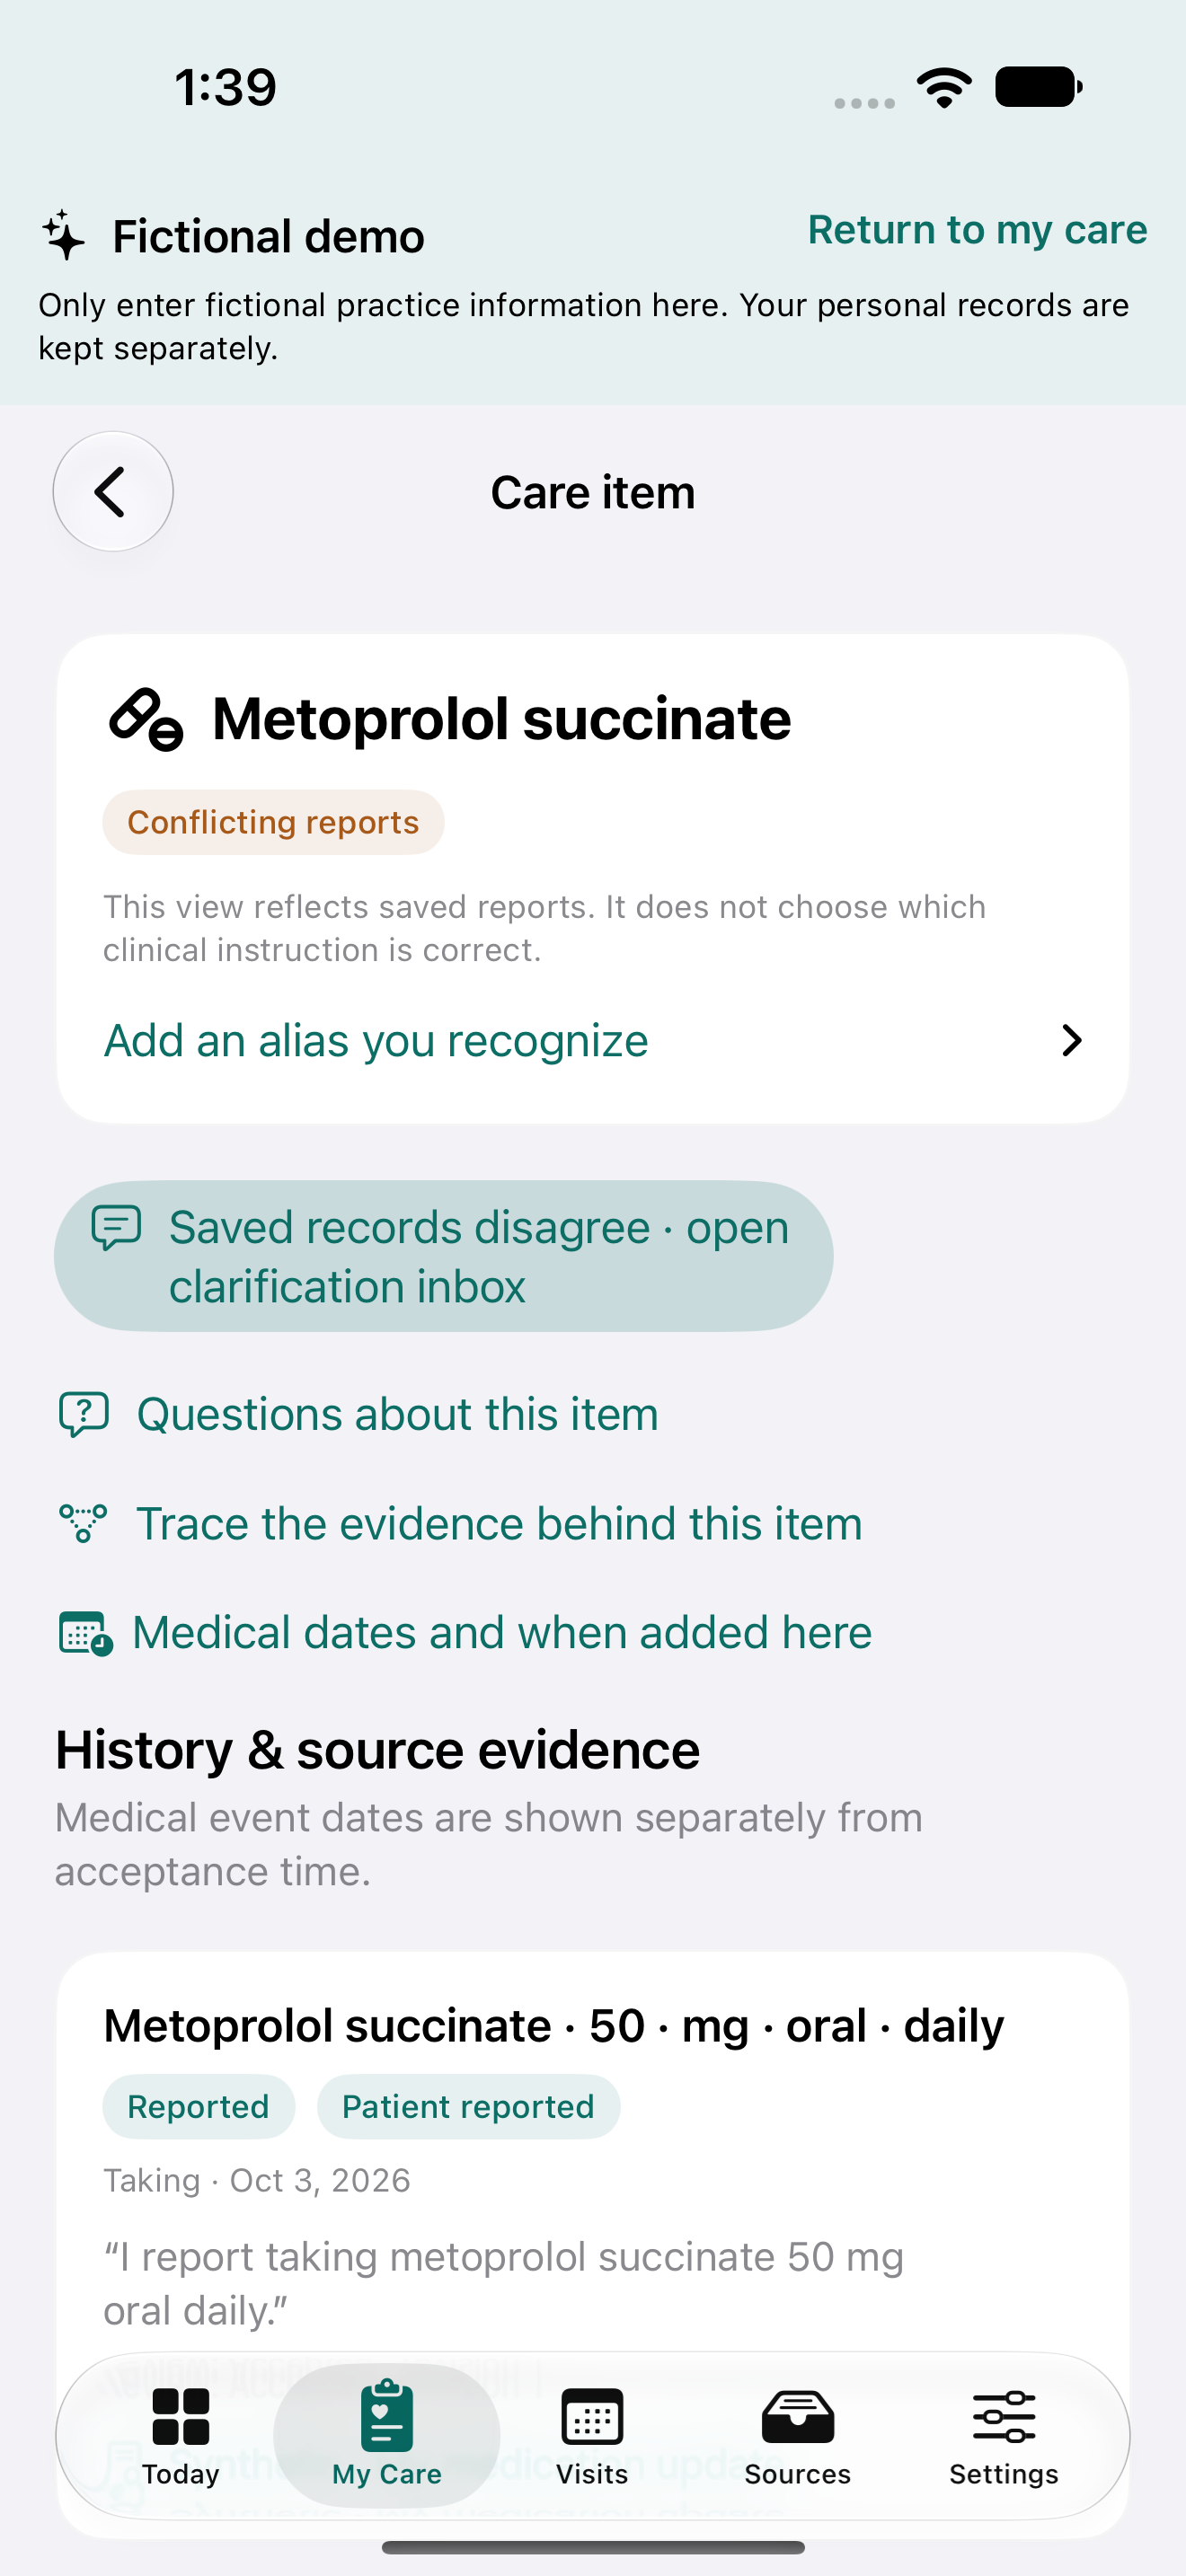 1:39
Fictional demo
Return to my care
Only enter fictional practice information here. Your personal records are
kept separately.
Care item
Metoprolol succinate
Conflicting reports
This view reflects saved reports. It does not choose which
clinical instruction is correct.
Add an alias you recognize
Saved records disagree · open
clarification inbox
Questions about this item
Trace the evidence behind this item
Medical dates and when added here
History & source evidence
Medical event dates are shown separately from
acceptance time.
Metoprolol succinate · 50 · mg · oral · daily
Reported
Patient reported
Taking · Oct 3, 2026
“I report taking metoprolol succinate 50 mg
oral daily.”
Today
My Care
Visits
Sources
Settings